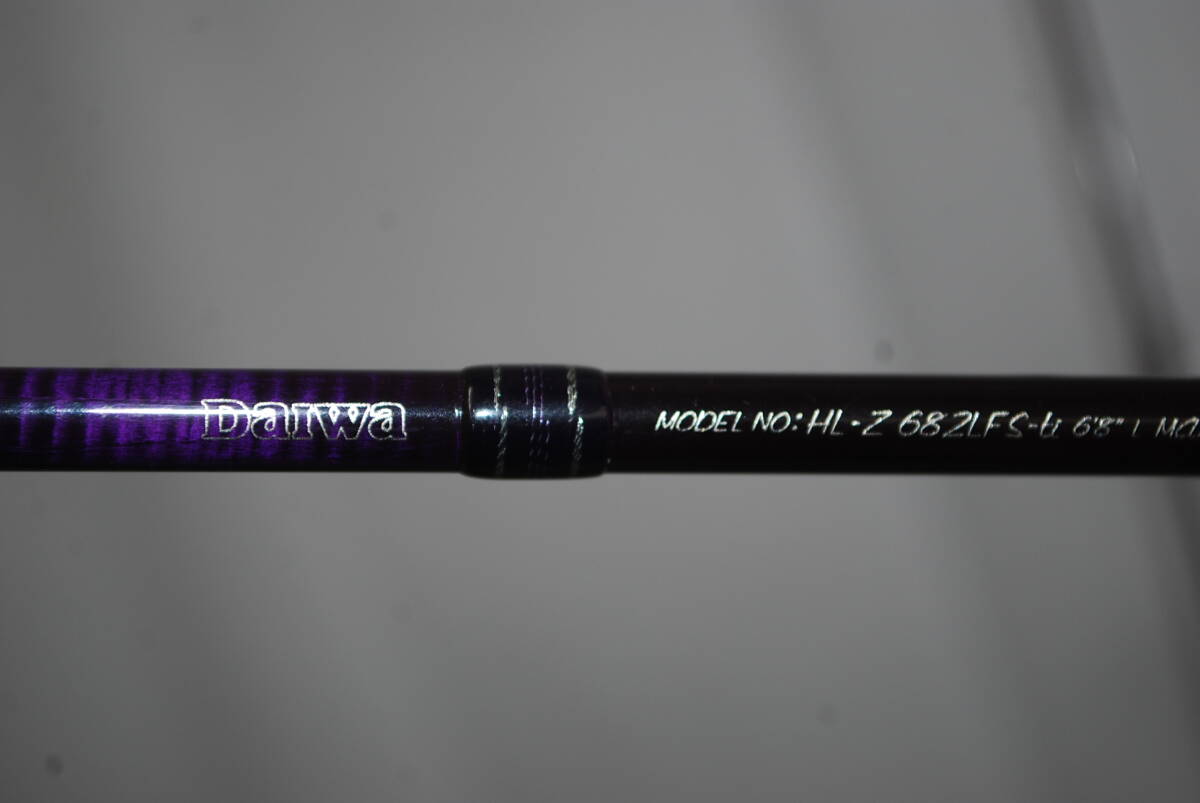 Daiwa
MODEL NO: HL-Z 682LFS-ti 6'8"